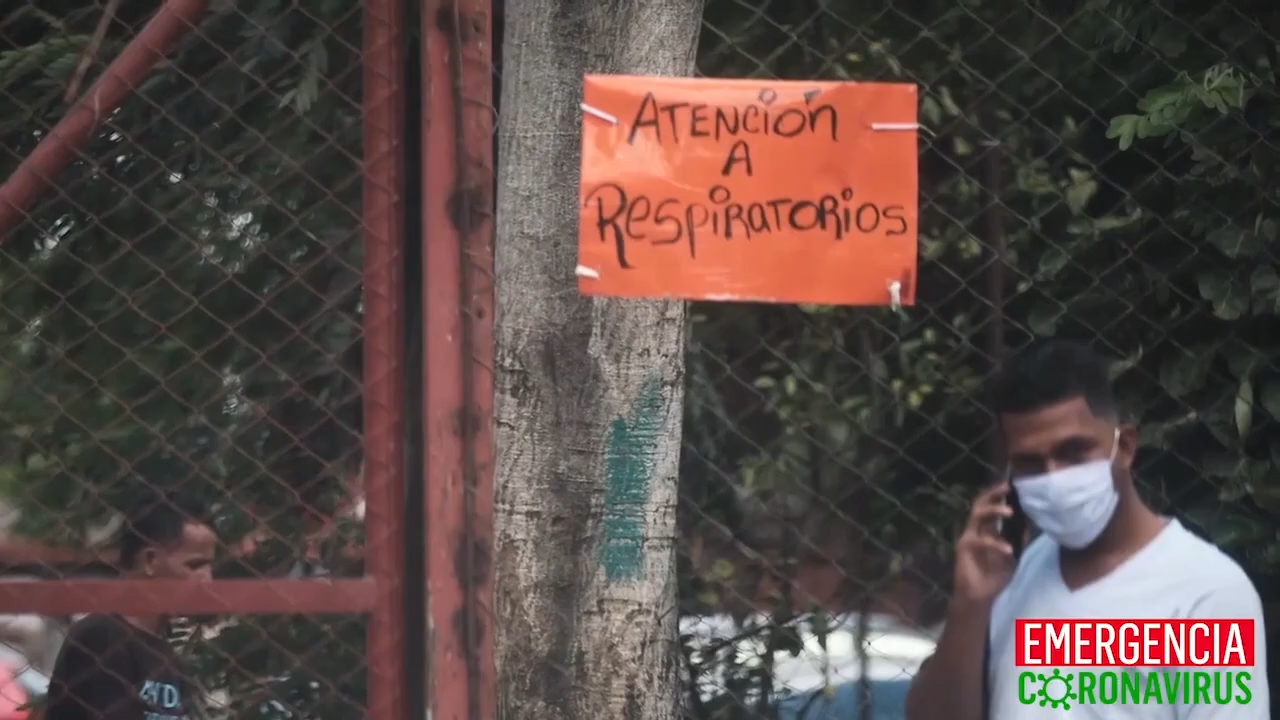 ATENCIÓN
A
RESPIRATORIOS
EMERGENCIA
CORONAVIRUS